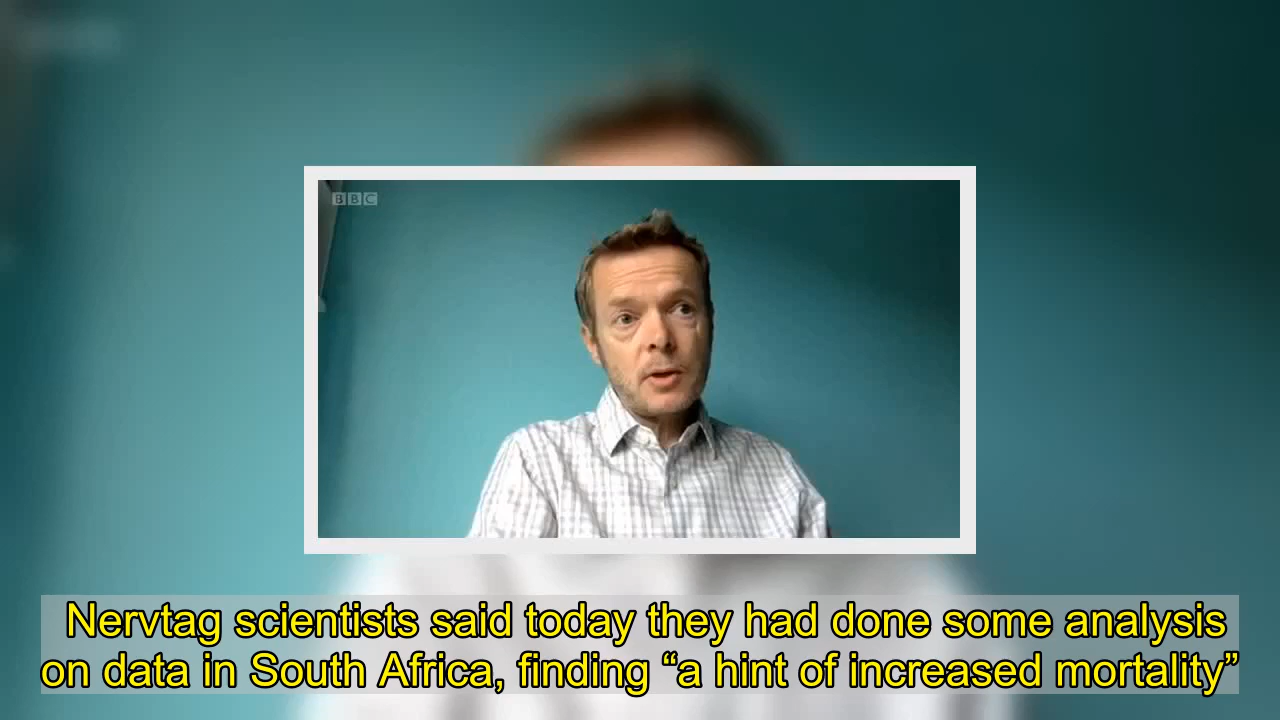 BBC
Nervtag scientists said today they had done some analysis
on data in South Africa, finding “a hint of increased mortality”